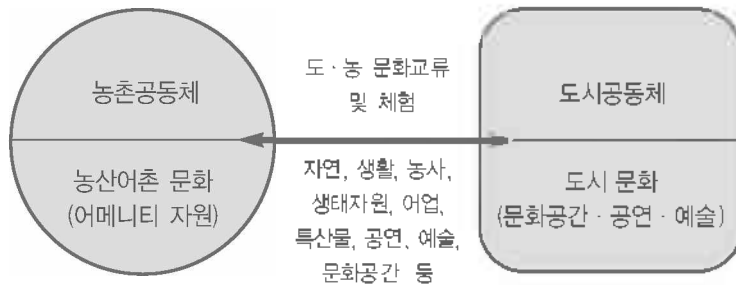 농촌공동체
농산어촌 문화
(어메니티 자원)
도·농 문화교류
및 체험
자연, 생활, 농사,
생태자원, 어업,
특산물, 공연, 예술,
문화공간 등
도시공동체
도시 문화
(문화공간·공연·예술)